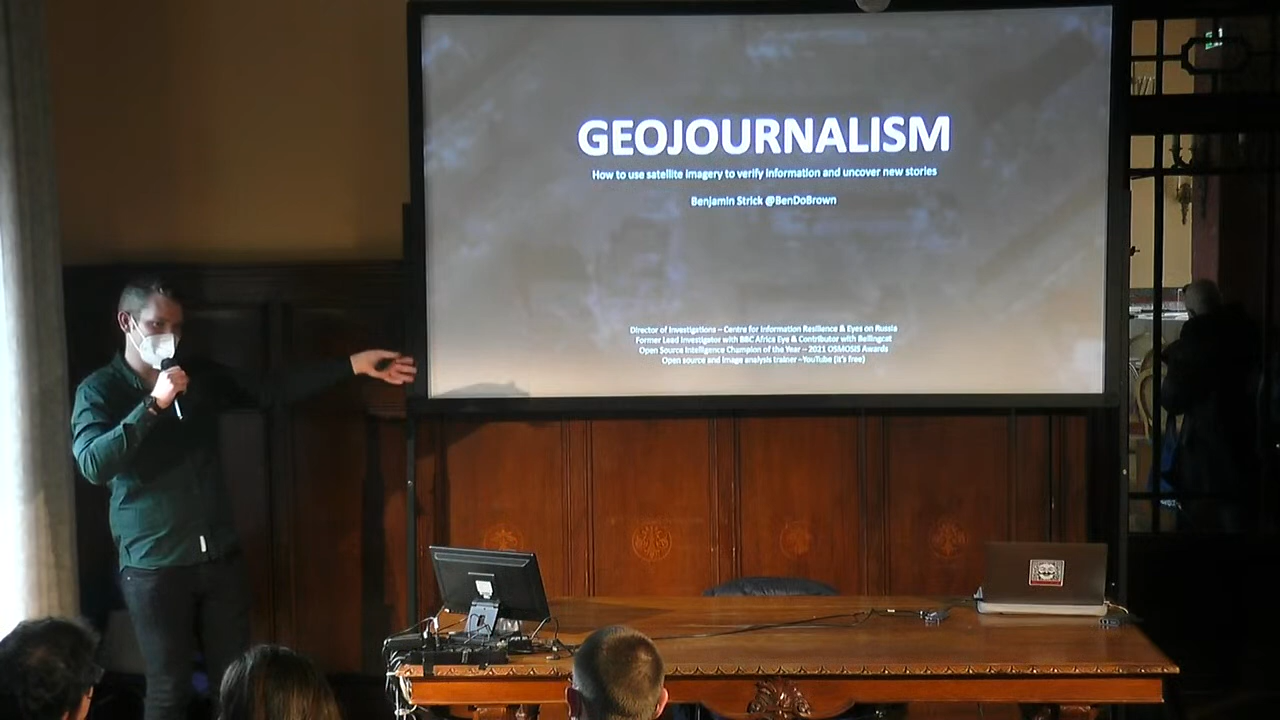 GEOJOURNALISM
How to use satellite imagery to verify information and uncover new stories
Benjamin Strick @BenDoBrown
Director of Investigations – Centre for Information Resilience & Eyes on Russia
Former Lead Investigator with BBC Africa Eye & Contributor with Bellingcat
Open Source Intelligence Champion of the Year – 2021 OSMOSIS Awards
Open source and image analysis trainer –YouTube (it's free)